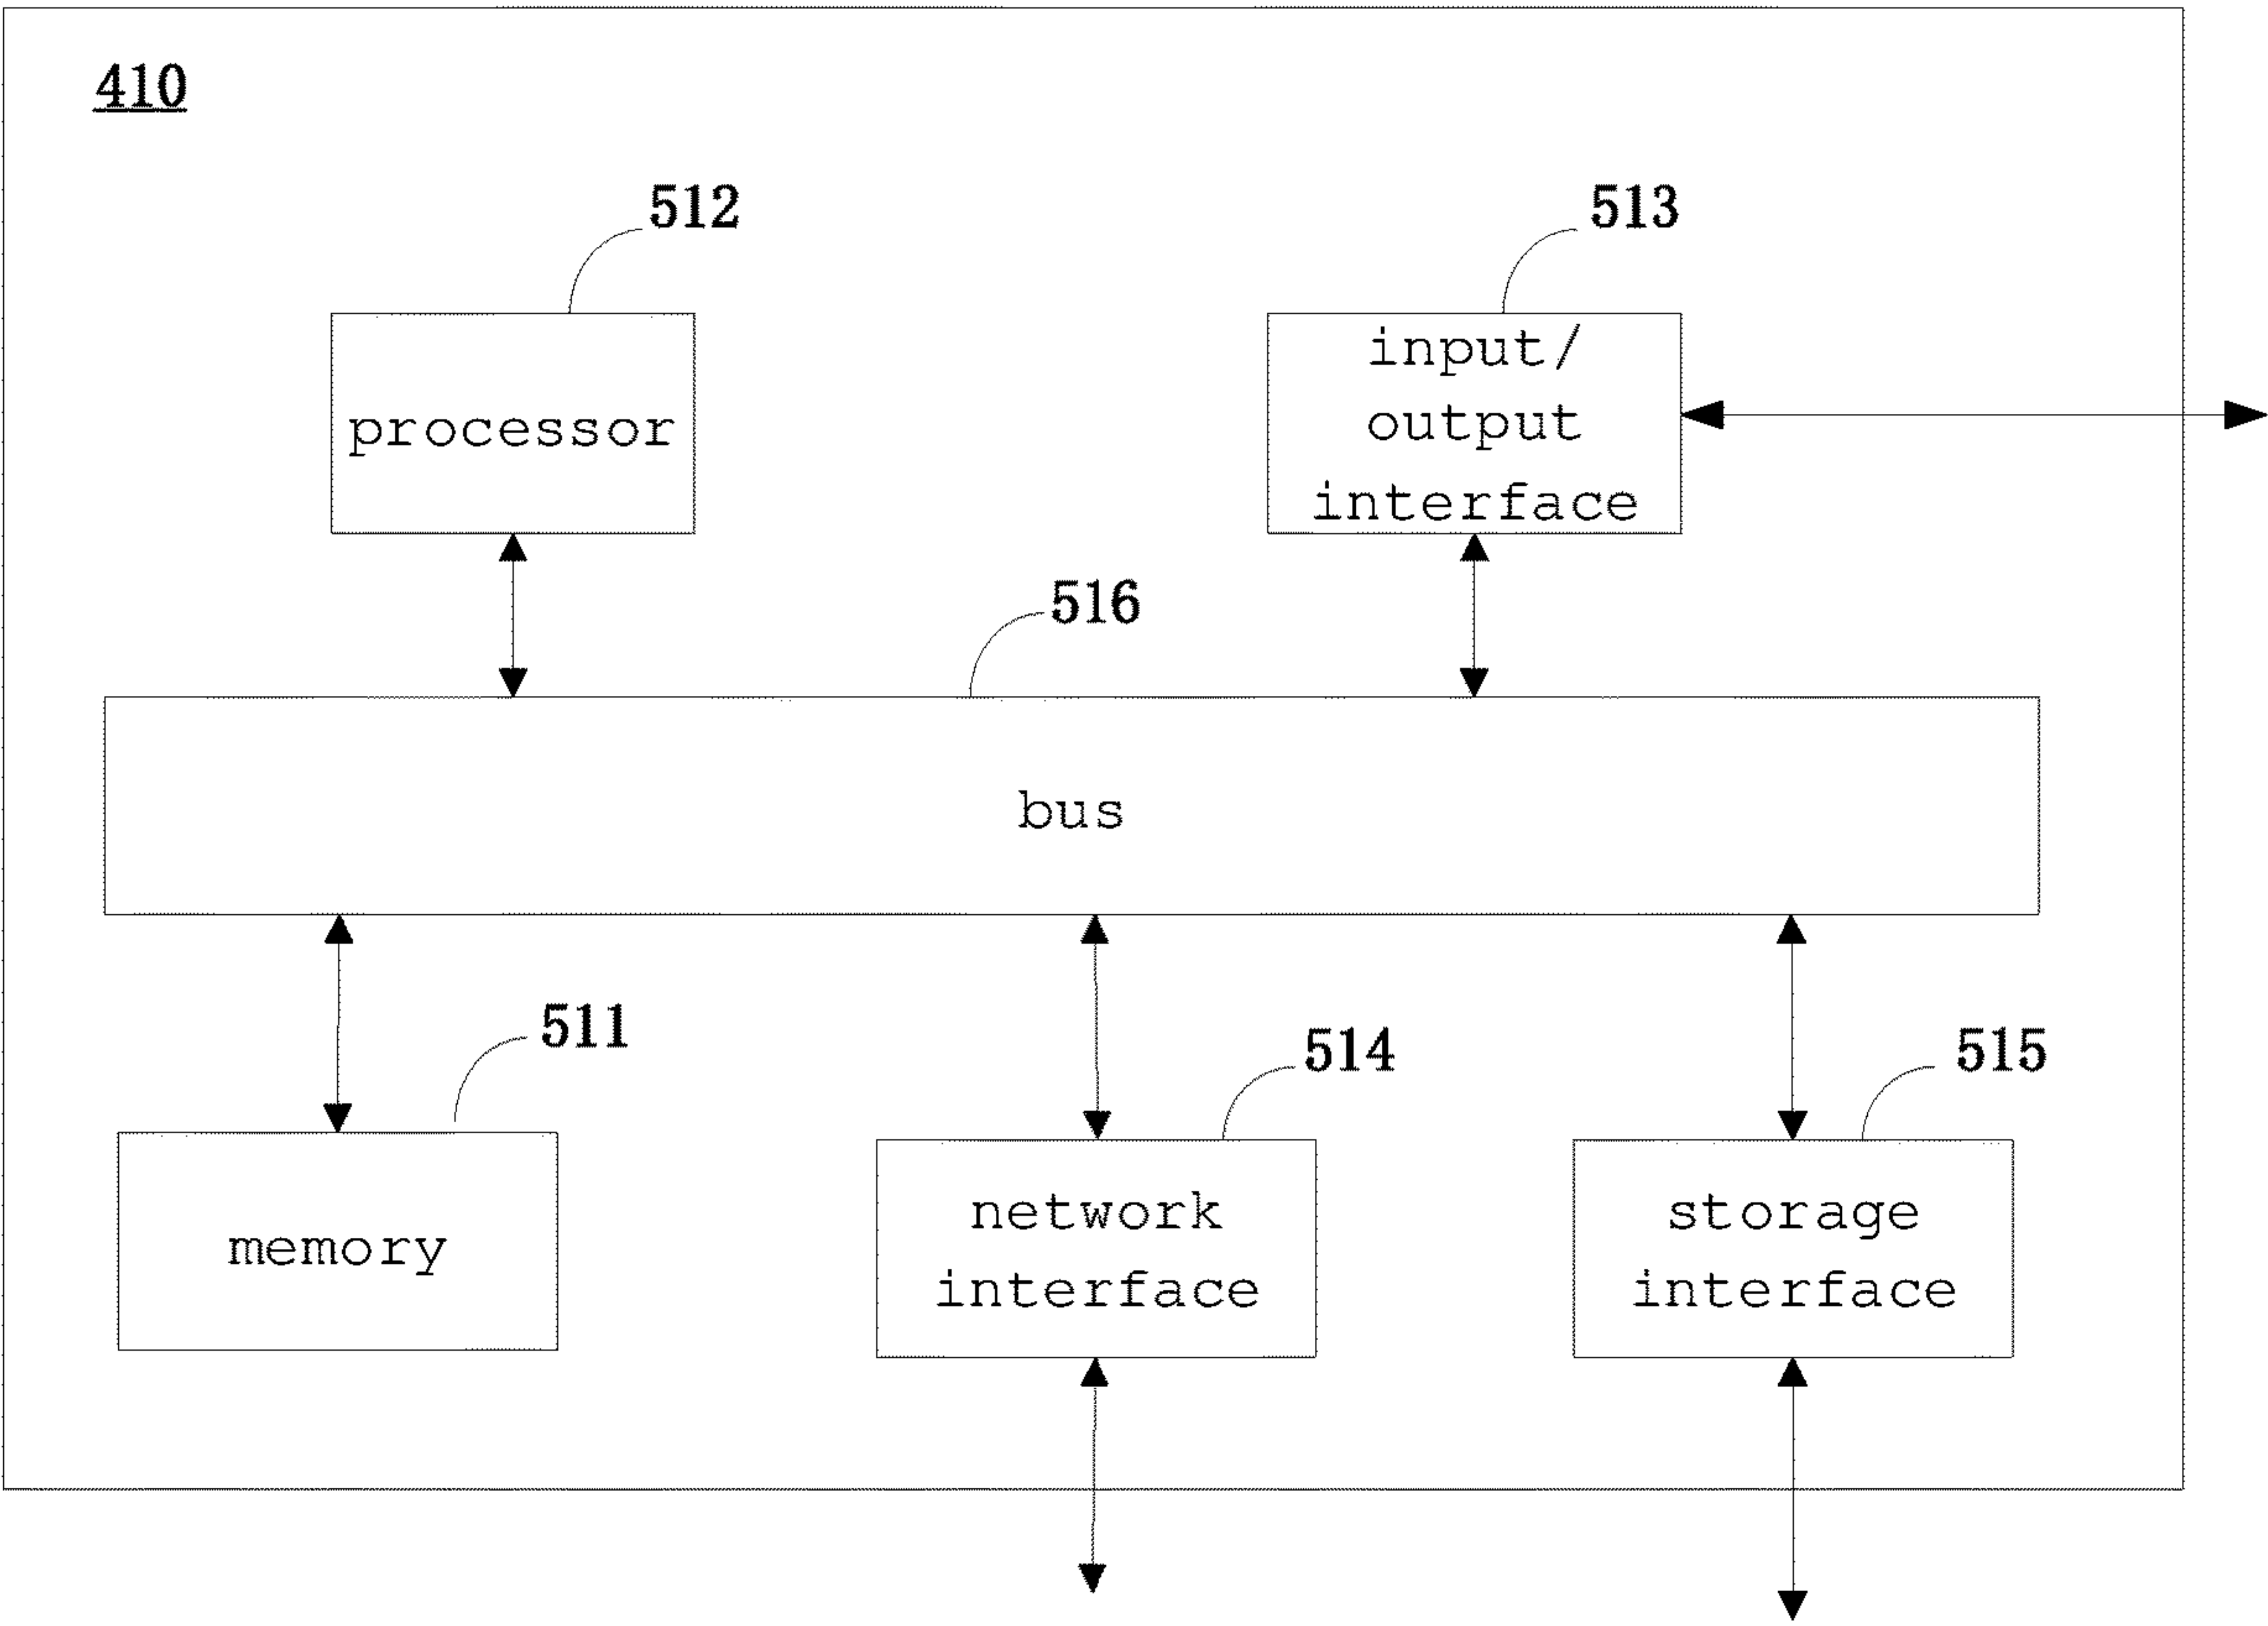 410
512
513
processor
input/
output
interface
516
bus
511
514
515
memory
network
interface
storage
interface